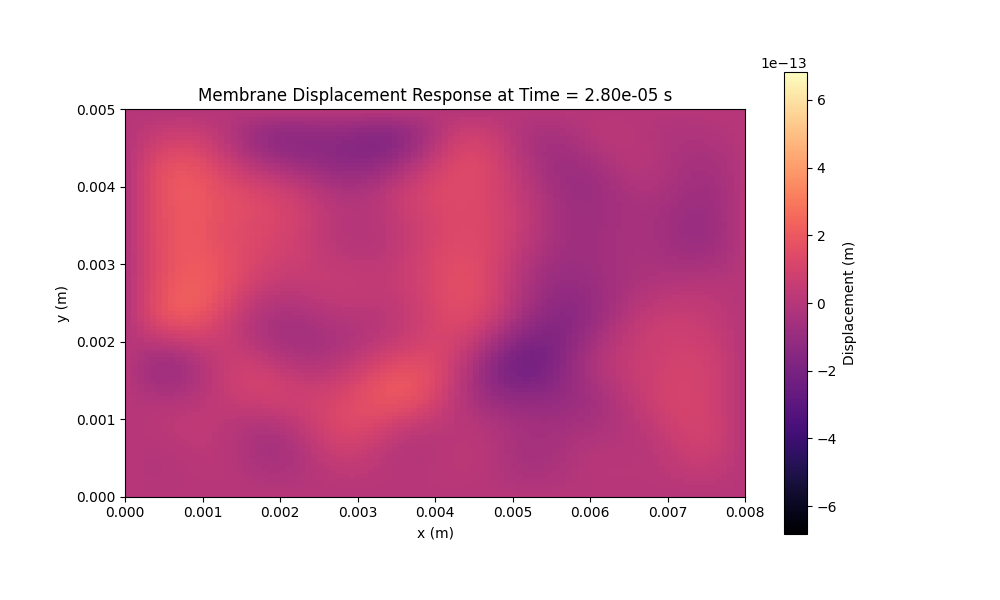 1e−13
Membrane Displacement Response at Time = 2.80e-05 s
0.005
0.004
0.003
0.002
0.001
0.000
y (m)
0.000 0.001 0.002 0.003 0.004 0.005 0.006 0.007 0.008
x (m)
6
4
2
0
−2
−4
−6
Displacement (m)